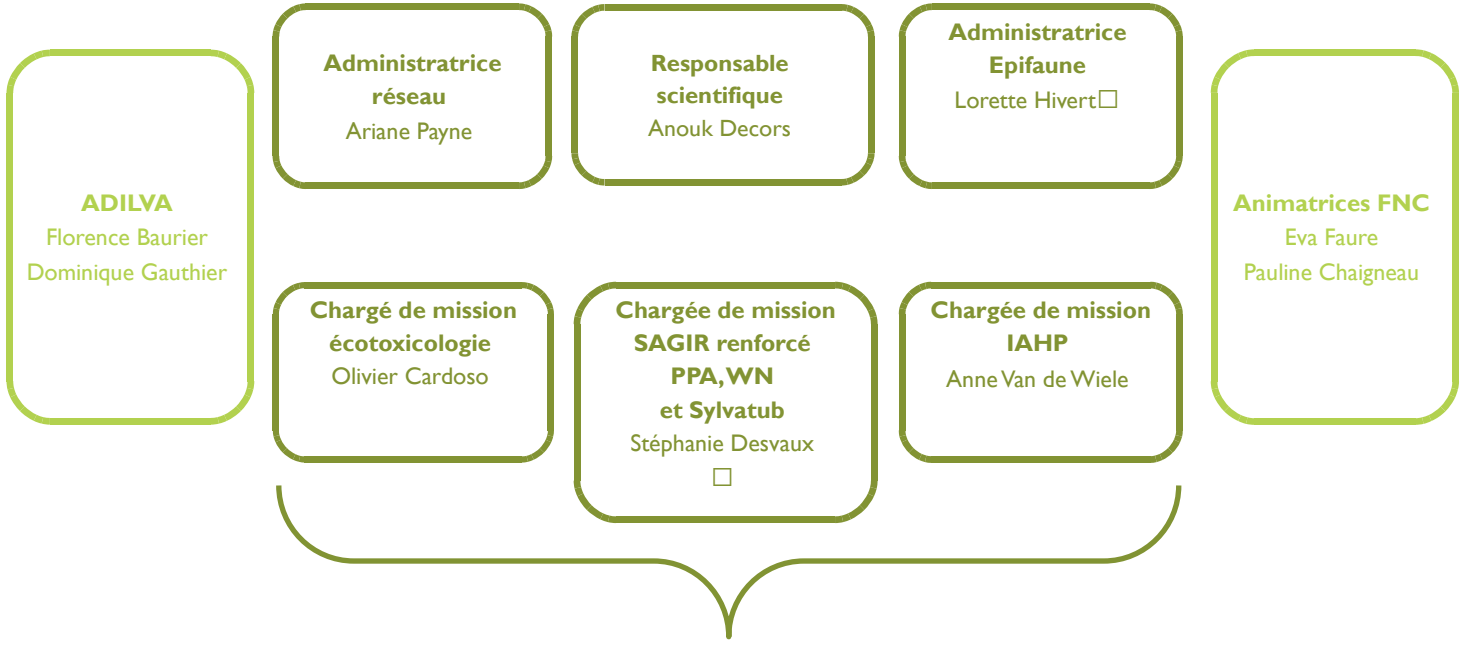 ADILVA
Florence Baurier
Dominique Gauthier
Administratrice
réseau
Ariane Payne
Responsable
scientifique
Anouk Decors
Administratrice
Epifaune
Lorette Hivert□
Chargé de mission
écotoxicologie
Olivier Cardoso
Chargée de mission
SAGIR renforcé
PPA, WN
et Sylvatub
Stéphanie Desvaux
□
Chargée de mission
IAHP
Anne Van de Wiele
Animatrices FNC
Eva Faure
Pauline Chaigneau